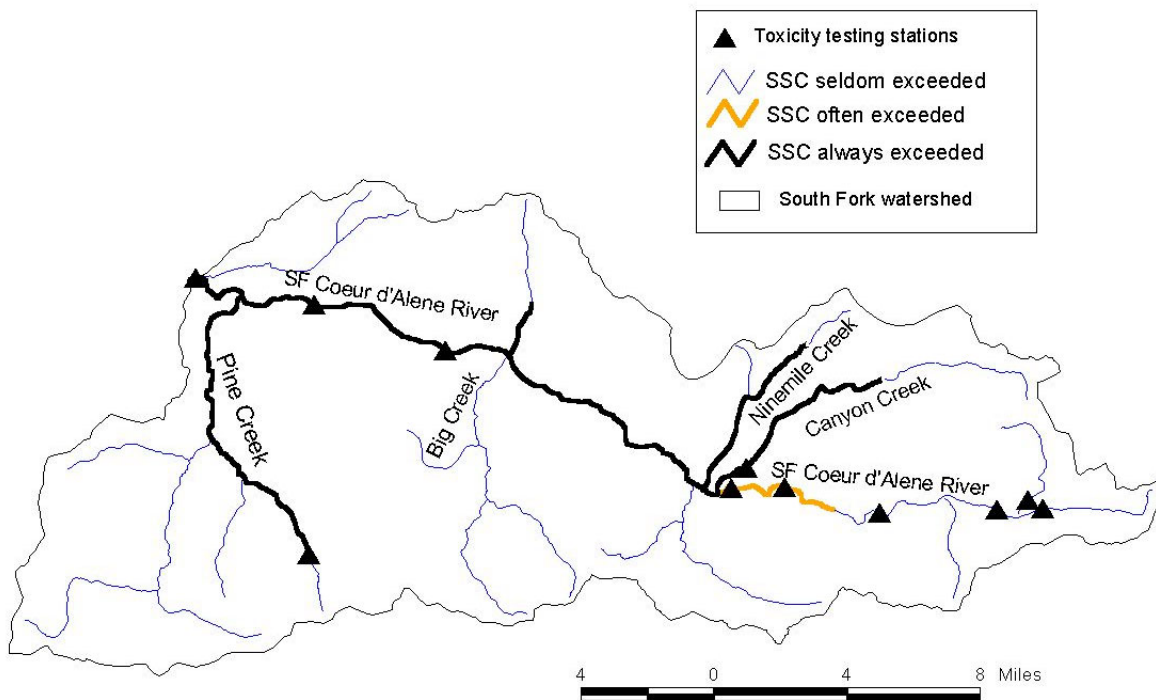 Toxicity testing stations
SSC seldom exceeded
SSC often exceeded
SSC always exceeded
South Fork watershed
SF Coeur d'Alene River
Pine Creek
Big Creek
Ninemile Creek
Canyon Creek
SF Coeur d'Alene River
4 0 4 8 Miles